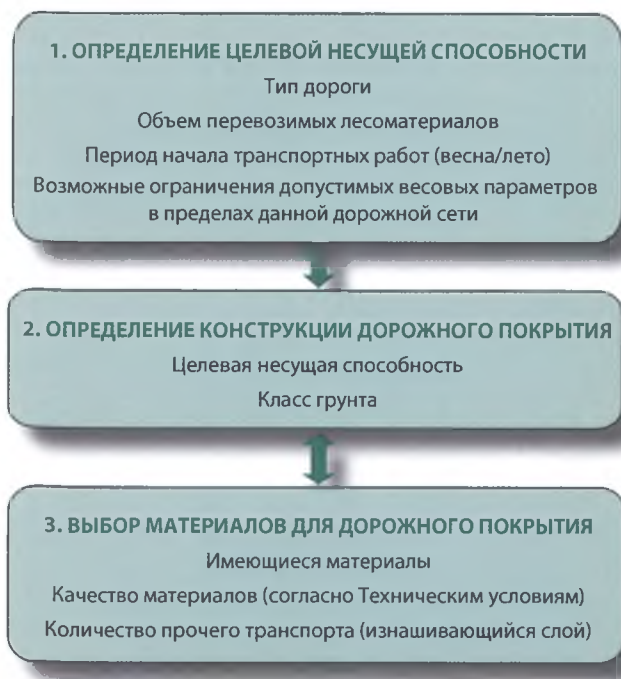 1. ОПРЕДЕЛЕНИЕ ЦЕЛЕВОЙ НЕСУЩЕЙ СПОСОБНОСТИ
Тип дороги
Объем перевозимых лесоматериалов
Период начала транспортных работ (весна/лето)
Возможные ограничения допустимых весовых параметров
в пределах данной дорожной сети
2. ОПРЕДЕЛЕНИЕ КОНСТРУКЦИИ ДОРОЖНОГО ПОКРЫТИЯ
Целевая несущая способность
Класс грунта
3. ВЫБОР МАТЕРИАЛОВ ДЛЯ ДОРОЖНОГО ПОКРЫТИЯ
Имеющиеся материалы
Качество материалов (согласно Техническим условиям)
Количество прочего транспорта (изнашивающийся слой)